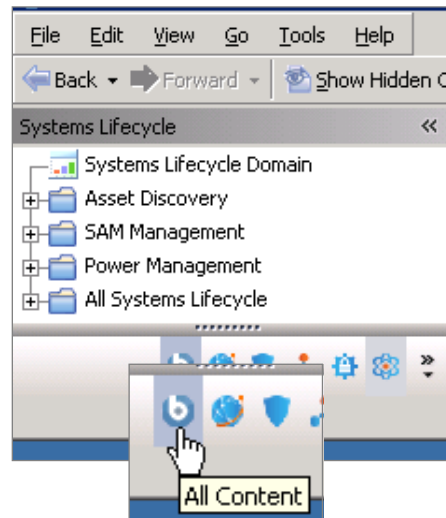 File Edit View Go Tools Help
Back Forward Show Hidden
Systems Lifecycle
Systems Lifecycle Domain
Asset Discovery
SAM Management
Power Management
All Systems Lifecycle
All Content